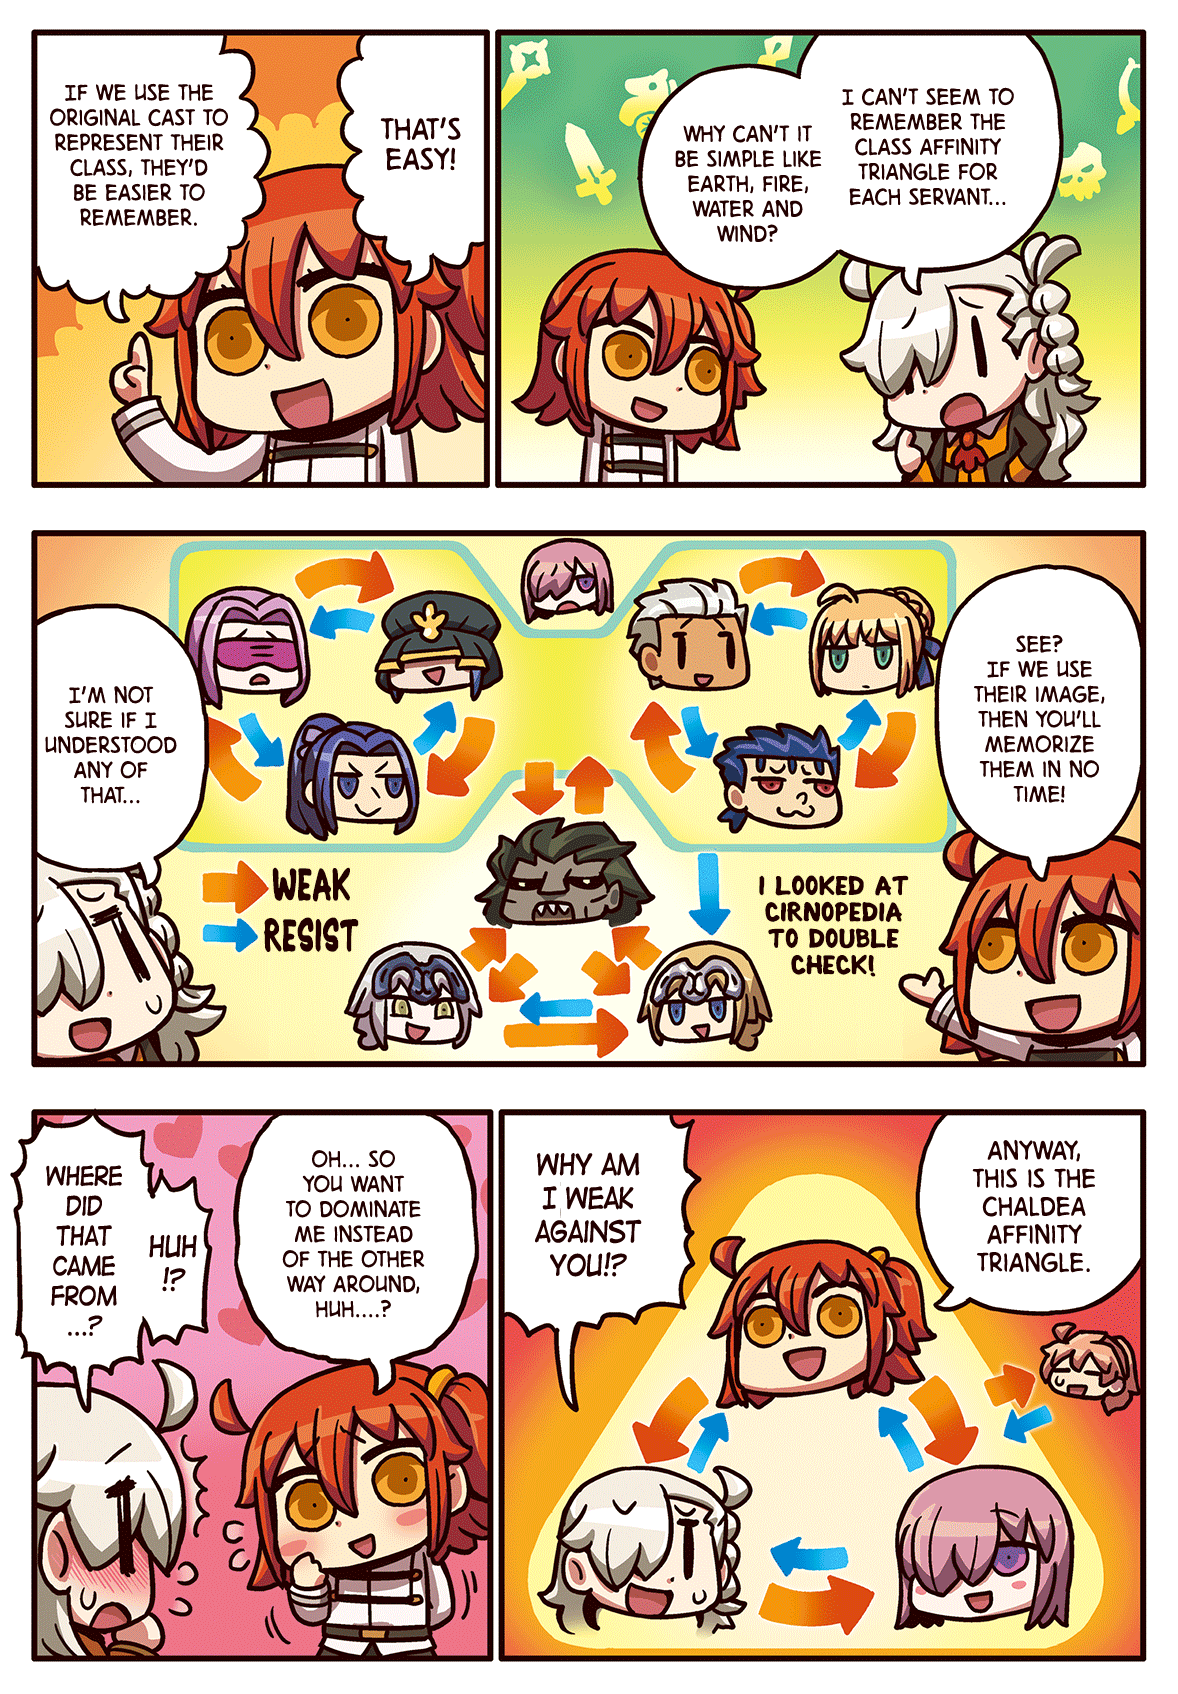 I CAN'T SEEM TO
REMEMBER THE
CLASS AFFINITY
TRIANGLE FOR
EACH SERVANT...
WHY CAN'T IT
BE SIMPLE LIKE
EARTH, FIRE,
WATER AND
WIND?
THAT'S
EASY!
IF WE USE THE
ORIGINAL CAST TO
REPRESENT THEIR
CLASS, THEY'D
BE EASIER TO
REMEMBER.
SEE?
IF WE USE
THEIR IMAGE,
THEN YOU'LL
MEMORIZE
THEM IN NO
TIME!
I LOOKED AT
CIRNOPEDIA
TO DOUBLE
CHECK!
WEAK
RESIST
I'M NOT
SURE IF I
UNDERSTOOD
ANY OF
THAT...
ANYWAY,
THIS IS THE
CHALDEA
AFFINITY
TRIANGLE.
WHY AM
I WEAK
AGAINST
YOU!?
OH... SO
YOU WANT
TO DOMINATE
ME INSTEAD
OF THE OTHER
WAY AROUND,
HUH....?
HUH
!?
WHERE
DID
THAT
CAME
FROM
...?